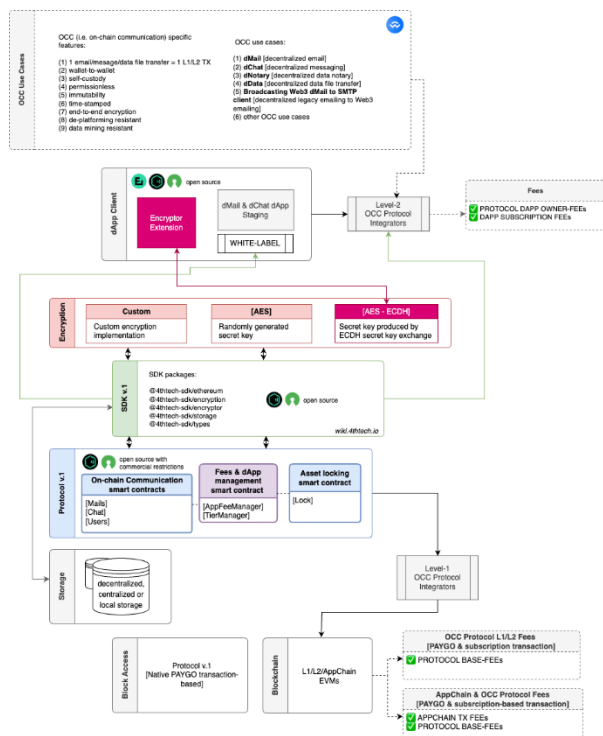 OCC Use Cases
OCC (i.e. on-chain communication) specific
features:
(1) 1 email/mesage/data file transfer = 1 L1/L2 TX
(2) wallet-to-wallet
(3) self-custody
(4) permissionless
(5) immutability
(6) time-stamped
(7) end-to-end encryption
(8) de-platforming resistant
(9) data mining resistant
OCC use cases:
(1) dMail [decentralized email]
(2) dChat [decentralized messaging]
(3) dNotary [decentralized data notary]
(4) dData [decentralized data file transfer]
(5) Broadcasting Web3 dMail to SMTP
client [decentralized legacy emailing to Web3
emailing]
(6) other OCC use cases
dApp Client
open source
Encryptor
Extension
dMail & dChat dApp
Staging
WHITE-LABEL
Level-2
OCC Protocol
Integrators
Fees
✅ PROTOCOL DAPP OWNER-FEEs
✅ DAPP SUBSCRIPTION FEEs
Encryption
Custom
Custom encryption
implementation
[AES]
Randomly generated
secret key
[AES - ECDH]
Secret key produced by
ECDH secret key exchange
SDK v.1
SDK packages:
@4thtech-sdk/ethereum
@4thtech-sdk/encryption
@4thtech-sdk/encryptor
@4thtech-sdk/storage
@4thtech-sdk/types
open source
wiki.4thtech.io
Protocol v.1
open source with
commercial restrictions
On-chain Communication
smart contracts
[Mails]
[Chat]
[Users]
Fees & dApp
management
smart contract
[AppFeeManager]
[TierManager]
Asset locking
smart contract
[Lock]
Storage
decentralized,
centralized or
local storage
Level-1
OCC Protocol
Integrators
Block Access
Protocol v.1
[Native PAYGO transaction-
based]
Blockchain
L1/L2/AppChain
EVMs
OCC Protocol L1/L2 Fees
[PAYGO & subscription transaction]
✅ PROTOCOL BASE-FEEs
AppChain & OCC Protocol Fees
[PAYGO & subsrciption-based transaction]
✅ APPCHAIN TX FEEs
✅ PROTOCOL BASE-FEEs